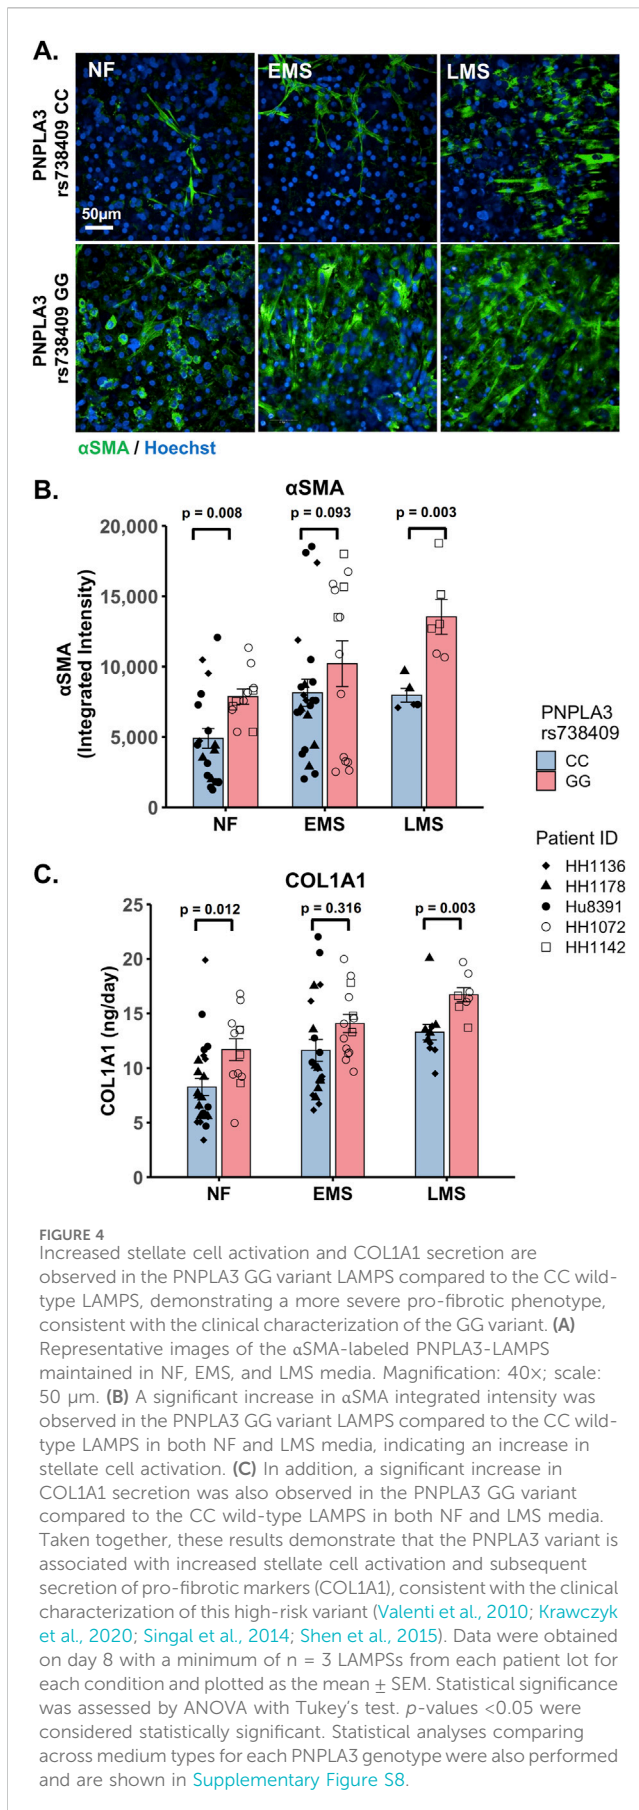 A.
NF
EMS
LMS
PNPLA3
rs738409 CC
50µm
PNPLA3
rs738409 GG
αSMA / Hoechst
B.
αSMA
p = 0.008
p = 0.093
p = 0.003
20,000
15,000
10,000
5,000
0
αSMA
(Integrated Intensity)
NF
EMS
LMS
PNPLA3
rs738409
CC
GG
Patient ID
HH1136
HH1178
Hu8391
HH1072
HH1142
C.
COL1A1
p = 0.012
p = 0.316
p = 0.003
25
20
15
10
5
0
COL1A1 (ng/day)
NF
EMS
LMS
FIGURE 4
Increased stellate cell activation and COL1A1 secretion are
observed in the PNPLA3 GG variant LAMPS compared to the CC wild-
type LAMPS, demonstrating a more severe pro-fibrotic phenotype,
consistent with the clinical characterization of the GG variant. (A)
Representative images of the αSMA-labeled PNPLA3-LAMPS
maintained in NF, EMS, and LMS media. Magnification: 40×; scale:
50 µm. (B) A significant increase in αSMA integrated intensity was
observed in the PNPLA3 GG variant LAMPS compared to the CC wild-
type LAMPS in both NF and LMS media, indicating an increase in
stellate cell activation. (C) In addition, a significant increase in
COL1A1 secretion was also observed in the PNPLA3 GG variant
compared to the CC wild-type LAMPS in both NF and LMS media.
Taken together, these results demonstrate that the PNPLA3 variant is
associated with increased stellate cell activation and subsequent
secretion of pro-fibrotic markers (COL1A1), consistent with the clinical
characterization of this high-risk variant (Valenti et al., 2010; Krawczyk
et al., 2020; Singal et al., 2014; Shen et al., 2015). Data were obtained
on day 8 with a minimum of n = 3 LAMPSs from each patient lot for
each condition and plotted as the mean ± SEM. Statistical significance
was assessed by ANOVA with Tukey's test. p-values <0.05 were
considered statistically significant. Statistical analyses comparing
across medium types for each PNPLA3 genotype were also performed
and are shown in Supplementary Figure S8.